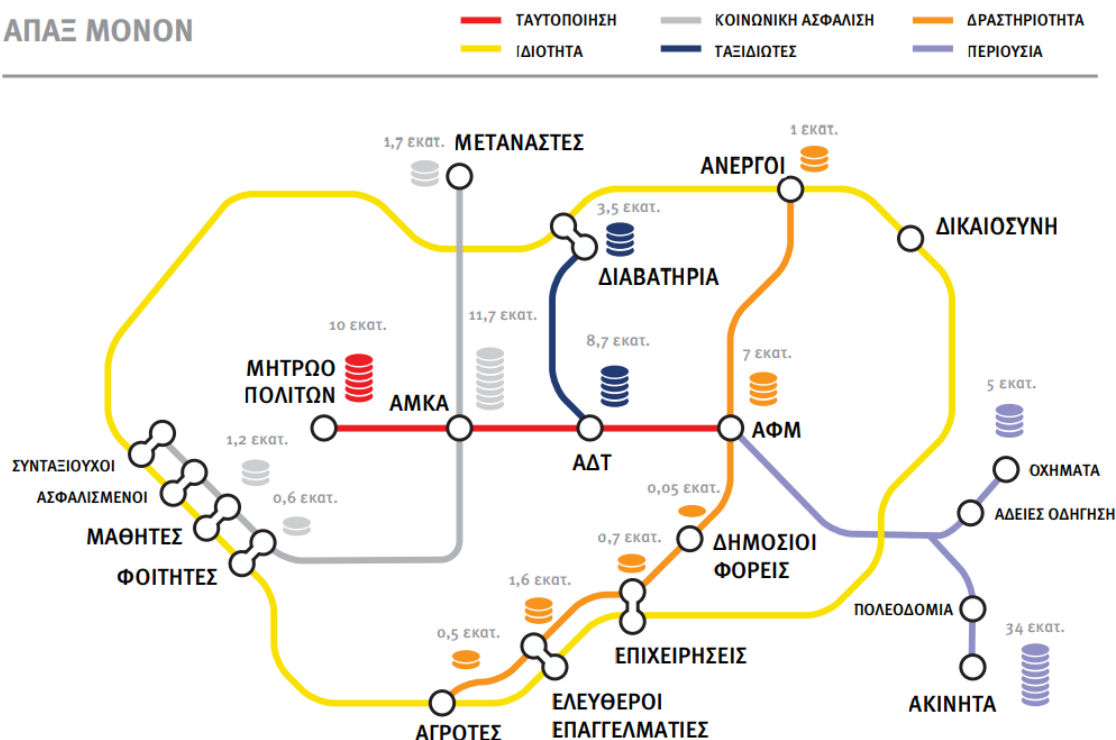 ΑΠΑΞ ΜΟΝΟΝ
ΤΑΥΤΟΠΟΙΗΣΗ
ΚΟΙΝΩΝΙΚΗ ΑΣΦΑΛΙΣΗ
ΔΡΑΣΤΗΡΙΟΤΗΤΑ
ΙΔΙΟΤΗΤΑ
ΤΑΞΙΔΙΩΤΕΣ
ΠΕΡΙΟΥΣΙΑ
1,7 εκατ.
ΜΕΤΑΝΑΣΤΕΣ
1 εκατ.
ΑΝΕΡΓΟΙ
3,5 εκατ.
ΔΙΚΑΙΟΣΥΝΗ
ΔΙΑΒΑΤΗΡΙΑ
10 εκατ.
11,7 εκατ.
8,7 εκατ.
7 εκατ.
ΜΗΤΡΩΟ
ΠΟΛΙΤΩΝ
ΑΜΚΑ
5 εκατ.
ΑΔΤ
ΑΦΜ
1,2 εκατ.
ΣΥΝΤΑΞΙΟΥΧΟΙ
ΟΧΗΜΑΤΑ
ΑΣΦΑΛΙΣΜΕΝΟΙ
0,6 εκατ.
0,05 εκατ.
ΑΔΕΙΕΣ ΟΔΗΓΗΣΗ
ΜΑΘΗΤΕΣ
0,7 εκατ.
ΔΗΜΟΣΙΟΙ
ΦΟΡΕΙΣ
ΦΟΙΤΗΤΕΣ
1,6 εκατ.
ΠΟΛΕΟΔΟΜΙΑ
0,5 εκατ.
34 εκατ.
ΕΠΙΧΕΙΡΗΣΕΙΣ
ΕΛΕΥΘΕΡΟΙ
ΕΠΑΓΓΕΛΜΑΤΙΕΣ
ΑΚΙΝΗΤΑ
ΑΓΡΟΤΕΣ